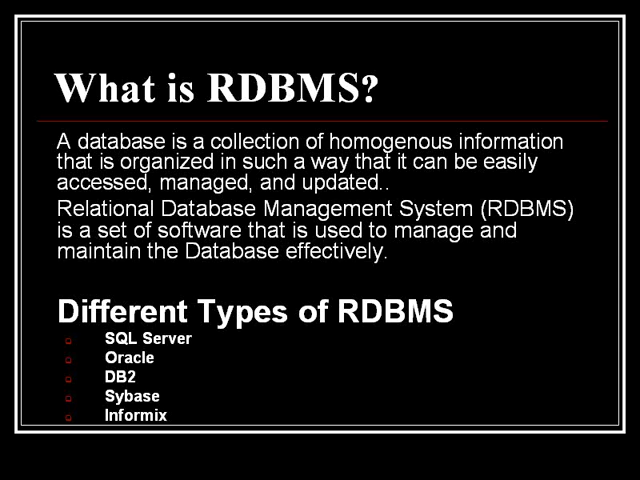 What is RDBMS?
A database is a collection of homogenous information
that is organized in such a way that it can be easily
accessed, managed, and updated..
Relational Database Management System (RDBMS)
is a set of software that is used to manage and
maintain the Database effectively.
Different Types of RDBMS
SQL Server
Oracle
DB2
Sybase
Informix